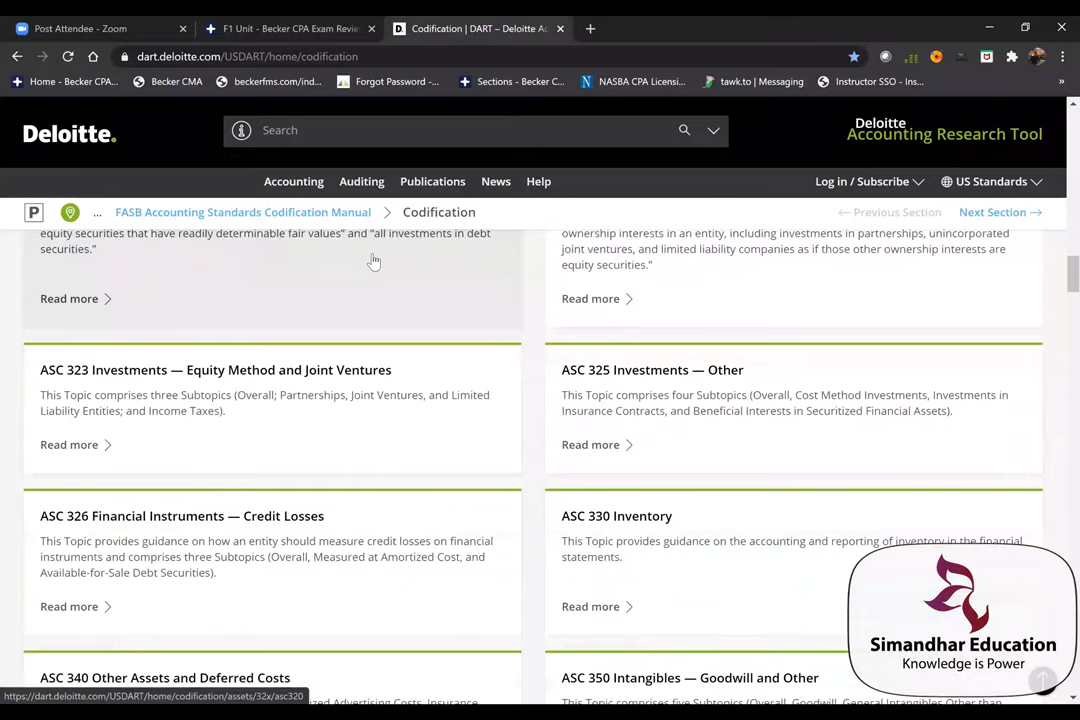 Post Attendee - Zoom
F1 Unit - Becker CPA Exam Revie
D. Codification | DART – Deloitte Ac
dart.deloitte.com/USDART/home/codification
Home - Becker CPA...
Becker CMA
beckerfms.com/ind...
Forgot Password -...
Sections - Becker C...
N NASBA CPA Licensi...
tawk.to | Messaging
Instructor SSO - Ins...
»
Deloitte.
Search
Deloitte
Accounting Research Tool
Accounting
Auditing
Publications
News
Help
Log in / Subscribe
US Standards
P
...
FASB Accounting Standards Codification Manual
Codification
Previous Section
Next Section
equity securities that have readily determinable fair values” and “all investments in debt
securities.”
Read more
ownership interests in an entity, including investments in partnerships, unincorporated
joint ventures, and limited liability companies as if those other ownership interests are
equity securities.”
Read more
ASC 323 Investments — Equity Method and Joint Ventures
This Topic comprises three Subtopics (Overall; Partnerships, Joint Ventures, and Limited
Liability Entities; and Income Taxes).
Read more
ASC 325 Investments — Other
This Topic comprises four Subtopics (Overall, Cost Method Investments, Investments in
Insurance Contracts, and Beneficial Interests in Securitized Financial Assets).
Read more
ASC 326 Financial Instruments — Credit Losses
This Topic provides guidance on how an entity should measure credit losses on financial
instruments and comprises three Subtopics (Overall, Measured at Amortized Cost, and
Available-for-Sale Debt Securities).
Read more
ASC 330 Inventory
This Topic provides guidance on the accounting and reporting of inventory in the financial
statements.
Read more
ASC 340 Other Assets and Deferred Costs
ASC 350 Intangibles — Goodwill and Other
https://dart.deloitte.com/USDART/home/codification/assets/32x/asc320
Simandhar Education
Knowledge is Power